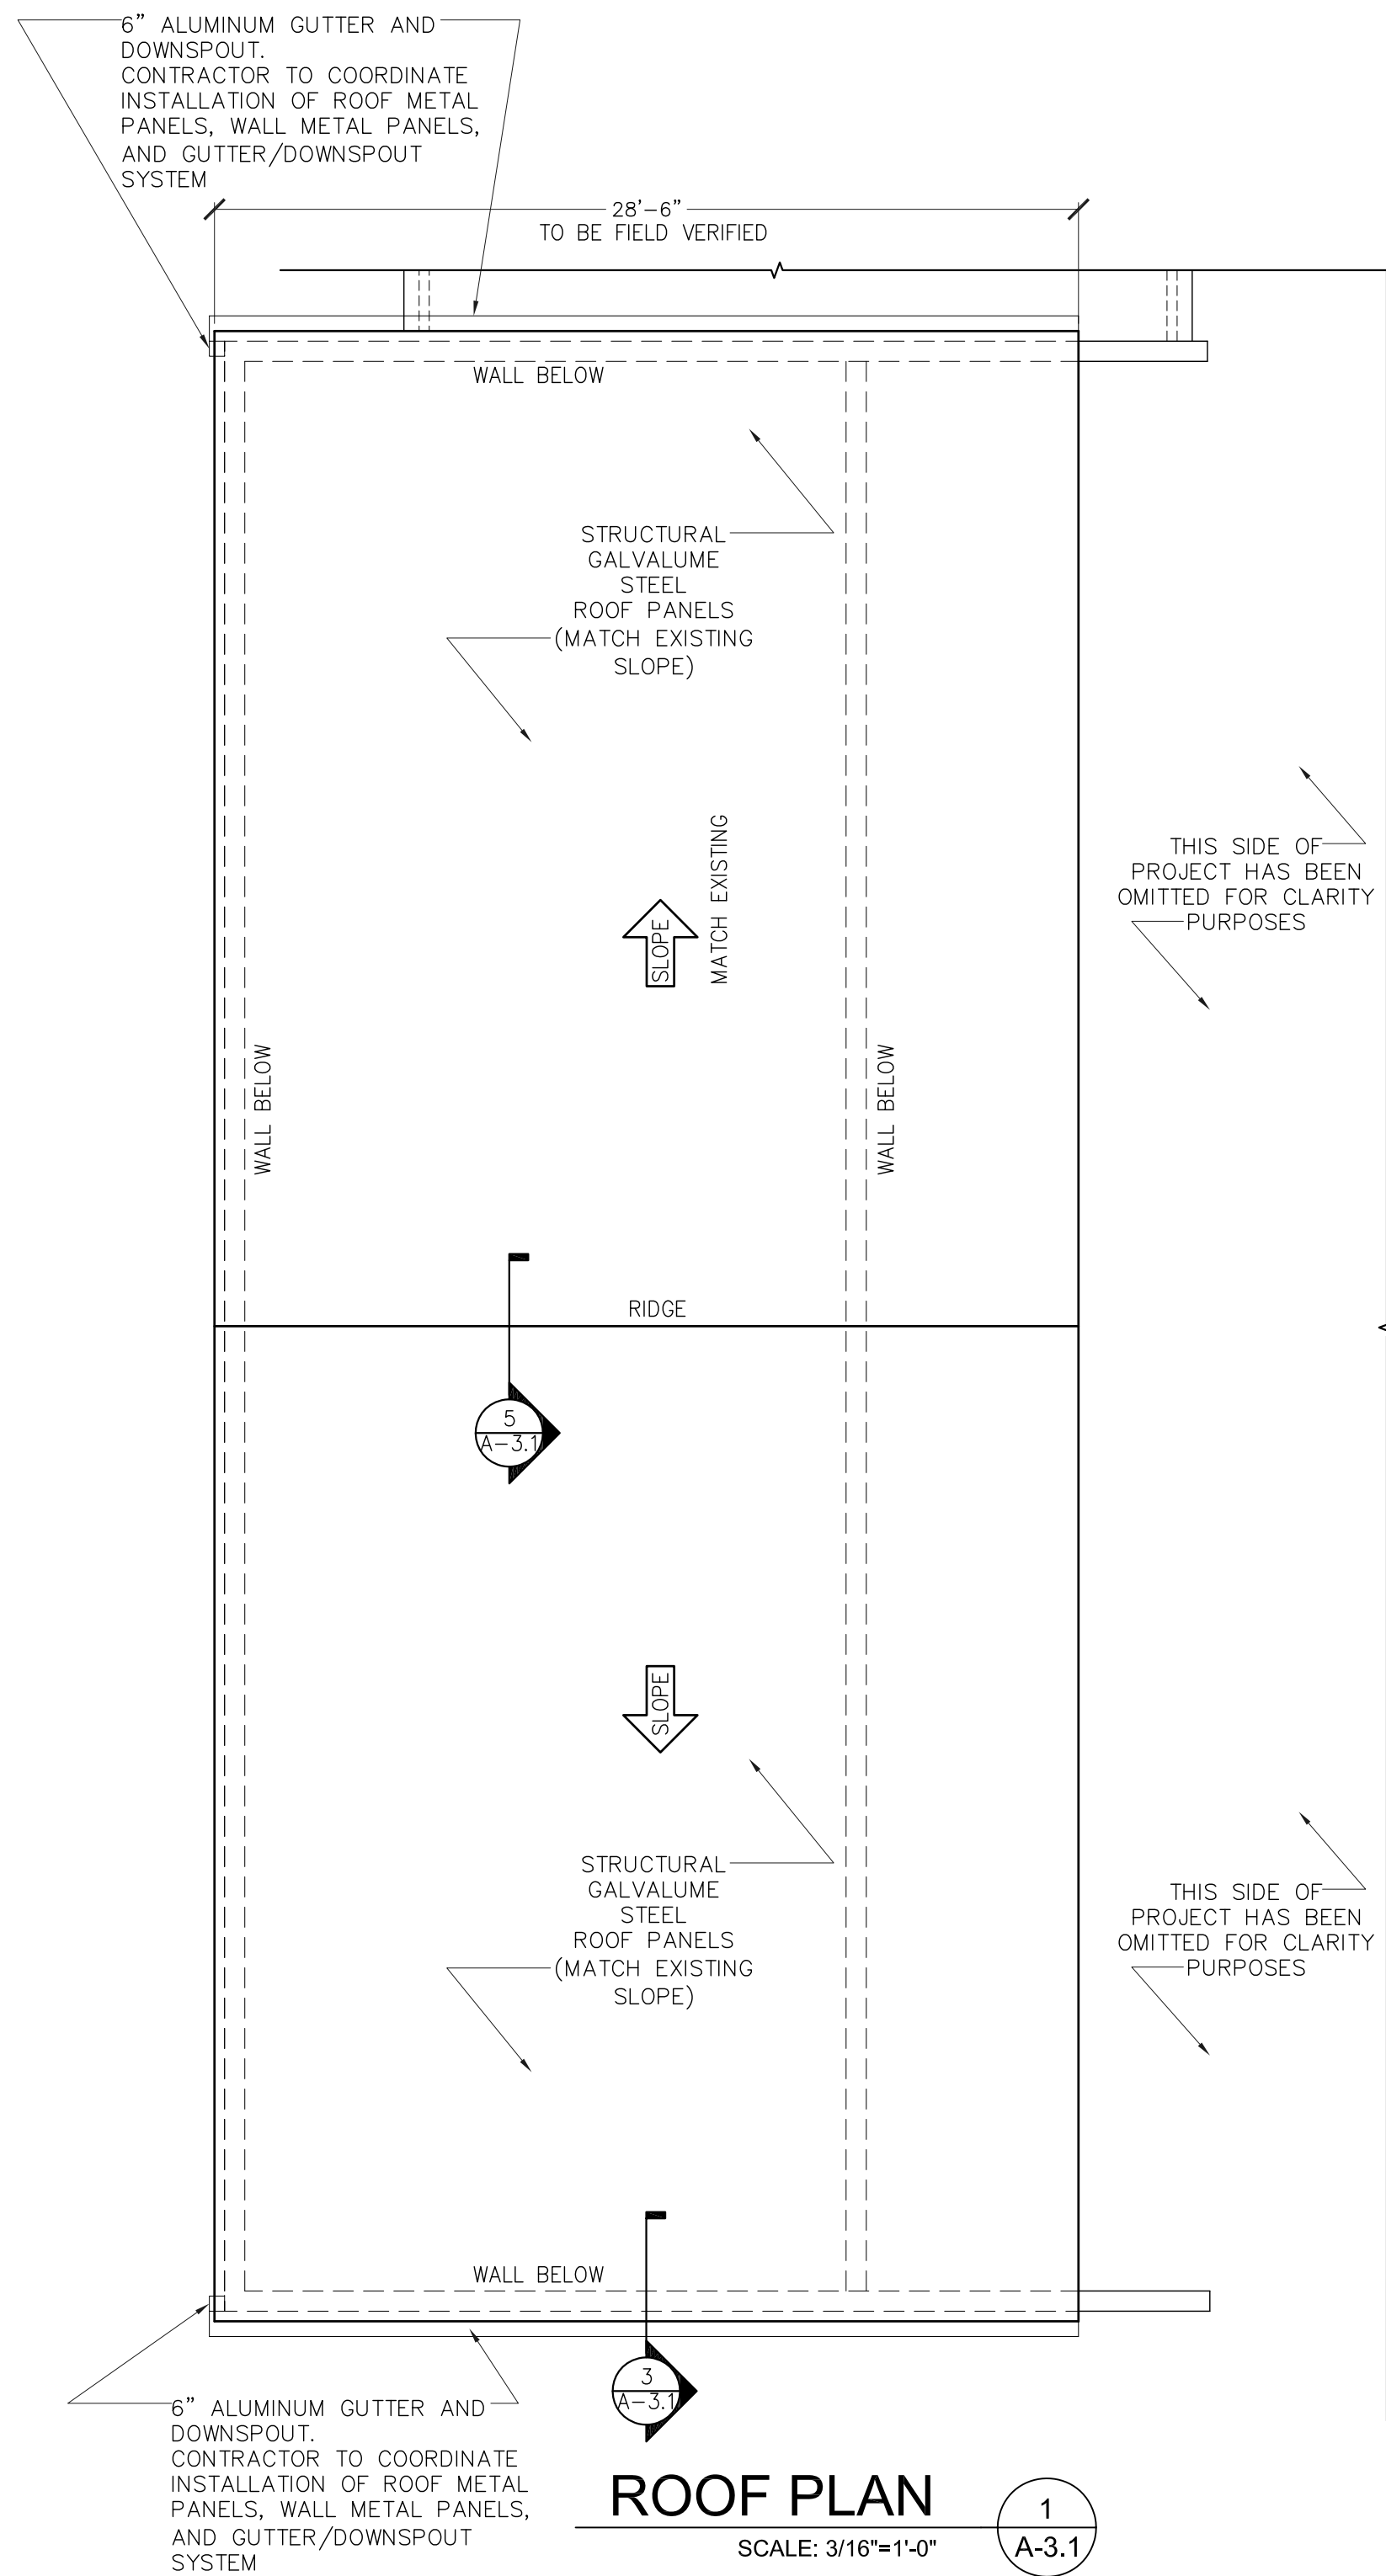 6" ALUMINUM GUTTER AND
DOWNSPOUT.
CONTRACTOR TO COORDINATE
INSTALLATION OF ROOF METAL
PANELS, WALL METAL PANELS,
AND GUTTER/DOWNSPOUT
SYSTEM
28'-6"
TO BE FIELD VERIFIED
WALL BELOW
STRUCTURAL
GALVALUME
STEEL
ROOF PANELS
(MATCH EXISTING
SLOPE)
THIS SIDE OF
PROJECT HAS BEEN
OMITTED FOR CLARITY
PURPOSES
SLOPE
MATCH EXISTING
WALL BELOW
WALL BELOW
RIDGE
5
A-3.1
SLOPE
STRUCTURAL
GALVALUME
STEEL
ROOF PANELS
(MATCH EXISTING
SLOPE)
THIS SIDE OF
PROJECT HAS BEEN
OMITTED FOR CLARITY
PURPOSES
WALL BELOW
3
A-3.1
6" ALUMINUM GUTTER AND
DOWNSPOUT.
CONTRACTOR TO COORDINATE
INSTALLATION OF ROOF METAL
PANELS, WALL METAL PANELS,
AND GUTTER/DOWNSPOUT
SYSTEM
ROOF PLAN
SCALE: 3/16"=1'-0"
1
A-3.1